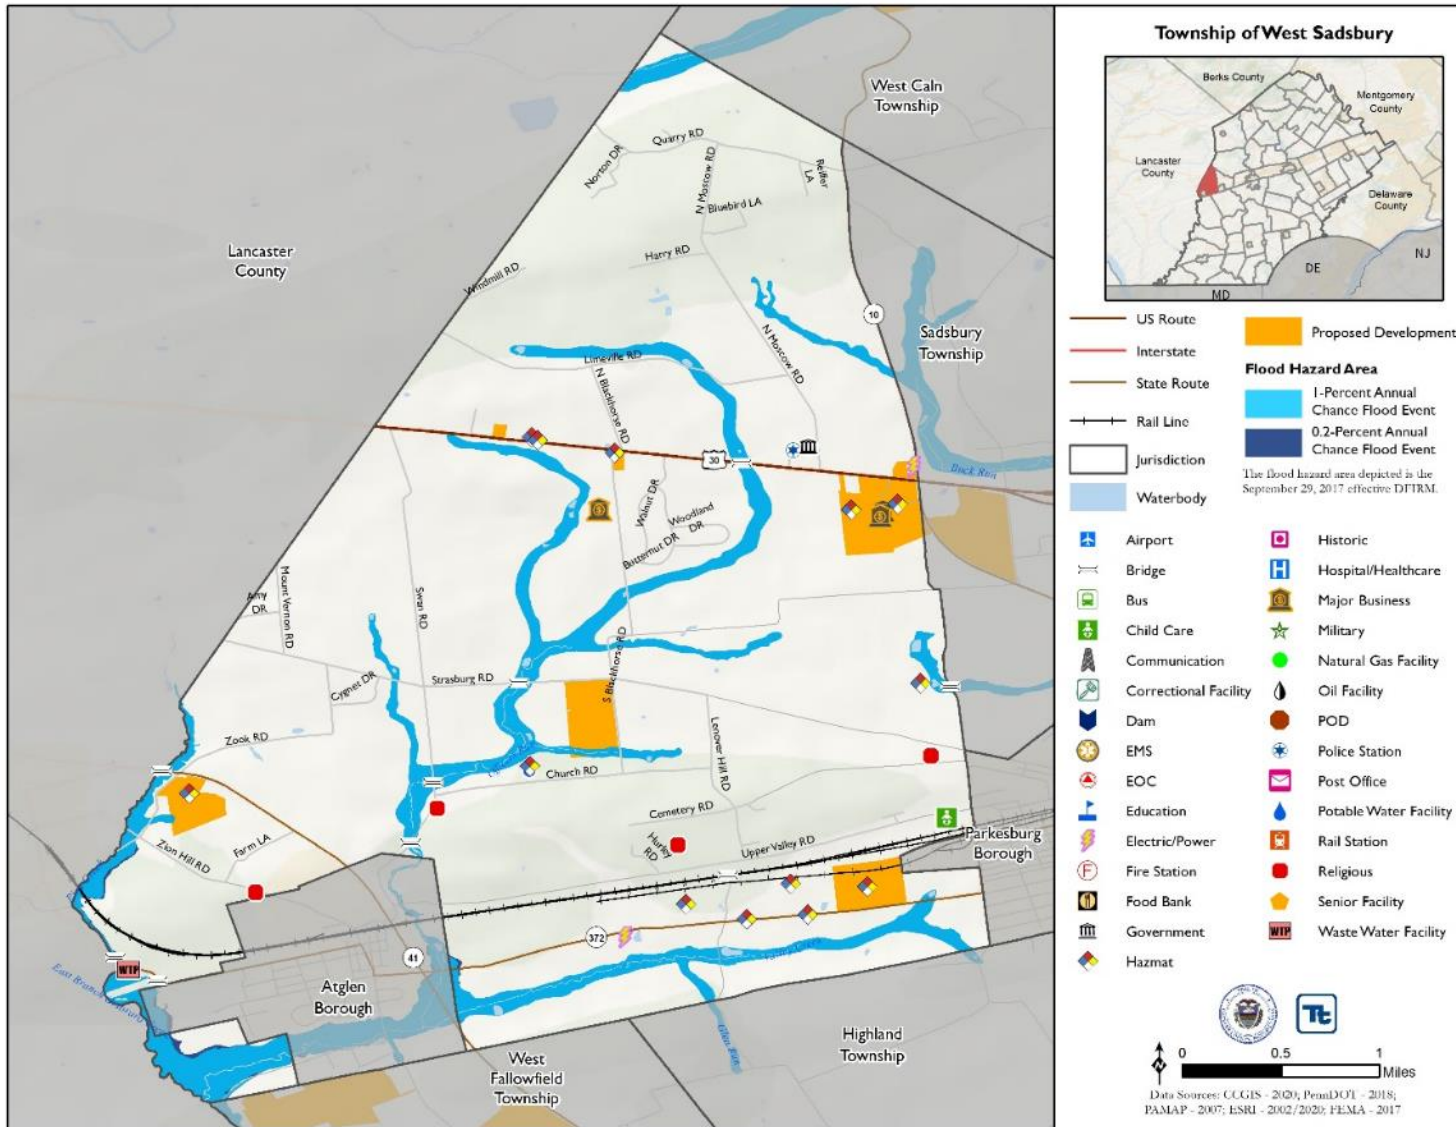 Township of West Sadsbury
Berks County
Montgomery
County
Lancaster
County
Delaware
County
NJ
DE
MD
US Route
Interstate
State Route
Rail Line
Jurisdiction
Waterbody
Proposed Development
Flood Hazard Area
1-Percent Annual
Chance Flood Event
0.2-Percent Annual
Chance Flood Event
The flood hazard area depicted is the
September 29, 2017 effective DFIRM.
Airport
Bridge
Bus
Child Care
Communication
Correctional Facility
Dam
EMS
EOC
Education
Electric/Power
F
Fire Station
Food Bank
Government
Hazmat
Historic
H
Hospital/Healthcare
Major Business
Military
Natural Gas Facility
Oil Facility
POD
Police Station
Post Office
Potable Water Facility
Rail Station
Religious
Senior Facility
WTP
Waste Water Facility
Tt
N
0
0.5
1
Miles
Data Sources: CCGIS - 2020; PennDOT - 2018;
PAMAP - 2007; ESRI - 2002/2020; FEMA - 2017
West Caln
Township
Quarry RD
Norton DR
N Moscow RD
Reiffer
LA
Bluebird LA
Lancaster
County
Harry RD
Windmill RD
10
Sadsbury
Township
N Moscow RD
Limeville RD
N Blackhorse RD
30
Buck Run
Walnut DR
Woodland
DR
Butternut DR
Mount Vernon RD
Amy
DR
Swan RD
S Blackhorse RD
Strasburg RD
Cygnet DR
Lenover Hill RD
Zook RD
Church RD
Cemetery RD
Farm LA
Zion Hill RD
Hurley
RD
Upper Valley RD
Parkesburg
Borough
372
41
WTP
East Branch
Atglen
Borough
Glen Run
Highland
Township
West
Fallowfield
Township